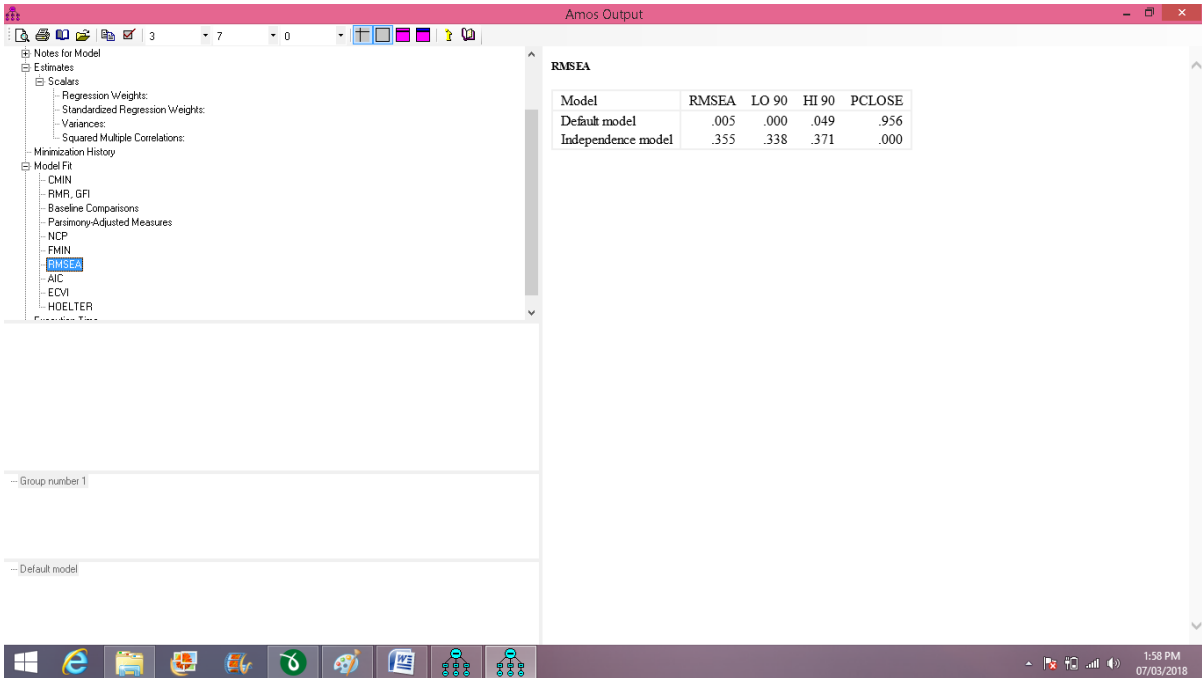 Amos Output
3 7 0
Notes for Model
Estimates
Scalars
Regression Weights:
Standardized Regression Weights:
Variances:
Squared Multiple Correlations:
Minimization History
Model Fit
CMIN
RMR, GFI
Baseline Comparisons
Parsimony-Adjusted Measures
NCP
FMIN
RMSEA
AIC
ECVI
HOELTER
Execution Time
Group number 1
Default model
RMSEA
Model RMSEA LO 90 HI 90 PCLOSE
Default model .005 .000 .049 .956
Independence model .355 .338 .371 .000
1:58 PM
07/03/2018